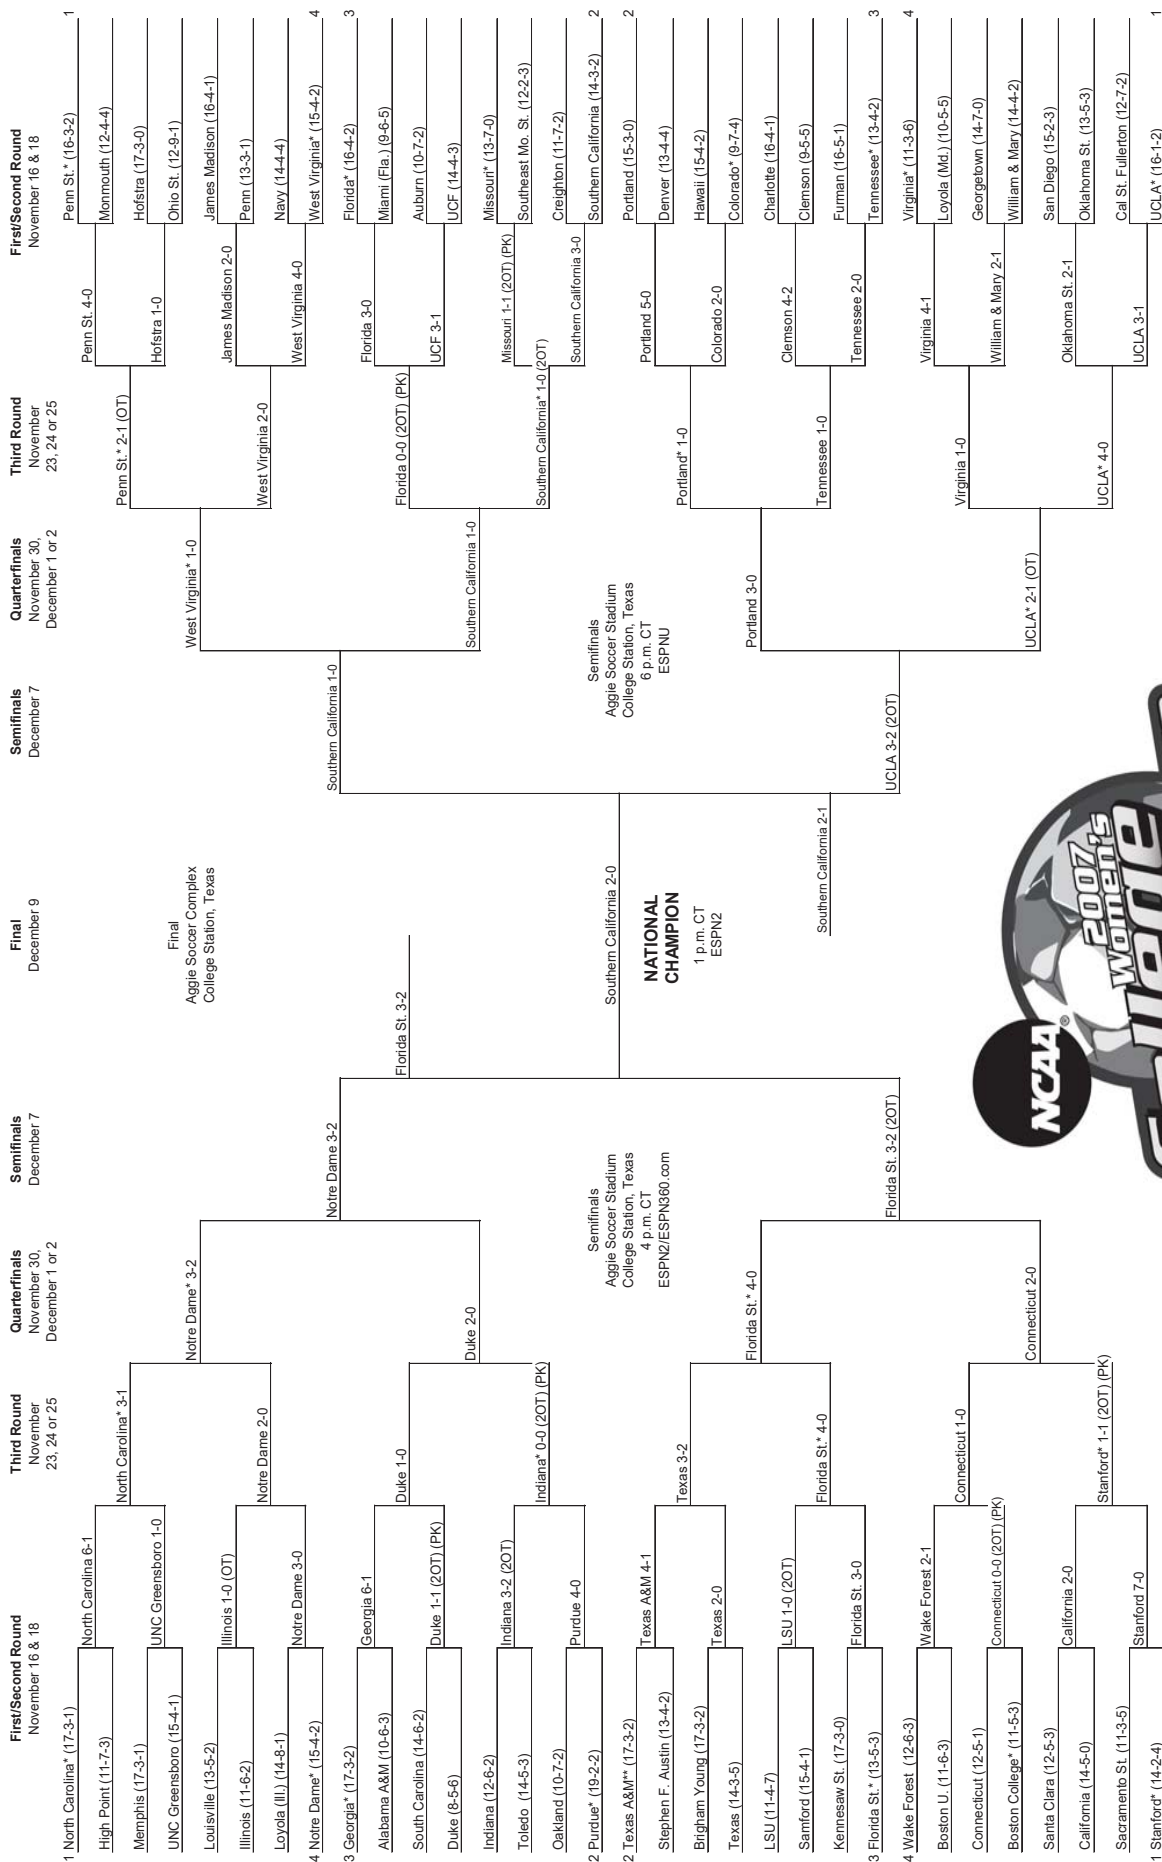 First/Second Round
November 16 & 18
Third Round
November
23, 24 or 25
Quarterfinals
November 30,
December 1 or 2
Semifinals
December 7
Final
December 9
Semifinals
December 7
Quarterfinals
November 30,
December 1 or 2
Third Round
November
23, 24 or 25
First/Second Round
November 16 & 18
1 North Carolina* (17-3-1)
High Point (11-7-3)
Memphis (17-3-1)
UNC Greensboro (15-4-1)
Louisville (13-5-2)
Illinois (11-6-2)
Loyola (Ill.) (14-8-1)
4 Notre Dame* (15-4-2)
3 Georgia* (17-3-2)
Alabama A&M (10-6-3)
South Carolina (14-6-2)
Duke (8-5-6)
Indiana (12-6-2)
Toledo (14-5-3)
Oakland (10-7-2)
2 Purdue* (19-2-2)
2 Texas A&M** (17-3-2)
Stephen F. Austin (13-4-2)
Brigham Young (17-3-2)
Texas (14-3-5)
LSU (11-4-7)
Samford (15-4-1)
Kennesaw St. (17-3-0)
3 Florida St.* (13-5-3)
4 Wake Forest (12-6-3)
Boston U. (11-6-3)
Connecticut (12-5-1)
Boston College* (11-5-3)
Santa Clara (12-5-3)
California (14-5-0)
Sacramento St. (11-3-5)
1 Stanford* (14-2-4)
North Carolina 6-1
UNC Greensboro 1-0
Illinois 1-0 (OT)
Notre Dame 3-0
Georgia 6-1
Duke 1-1 (2OT) (PK)
Indiana 3-2 (2OT)
Purdue 4-0
Texas A&M 4-1
Texas 2-0
LSU 1-0 (2OT)
Florida St. 3-0
Wake Forest 2-1
Connecticut 0-0 (2OT) (PK)
California 2-0
Stanford 7-0
North Carolina* 3-1
Notre Dame 2-0
Duke 1-0
Indiana* 0-0 (2OT) (PK)
Texas 3-2
Florida St.* 4-0
Connecticut 1-0
Stanford* 1-1 (2OT) (PK)
Notre Dame* 3-2
Duke 2-0
Florida St.* 4-0
Connecticut 2-0
Notre Dame 3-2
Semifinals
Aggie Soccer Stadium
College Station, Texas
4 p.m. CT
ESPN2/ESPN360.com
Florida St. 3-2 (2OT)
Florida St. 3-2
Final
Aggie Soccer Complex
College Station, Texas
Southern California 2-0
NATIONAL
CHAMPION
1 p.m. CT
ESPN2
Southern California 2-1
Southern California 1-0
Semifinals
Aggie Soccer Stadium
College Station, Texas
6 p.m. CT
ESPNU
UCLA 3-2 (2OT)
West Virginia* 1-0
Southern California 1-0
Portland 3-0
UCLA* 2-1 (OT)
Penn St.* 2-1 (OT)
West Virginia 2-0
Florida 0-0 (2OT) (PK)
Southern California* 1-0 (2OT)
Portland* 1-0
Tennessee 1-0
Virginia 1-0
UCLA* 4-0
Penn St. 4-0
Hofstra 1-0
James Madison 2-0
West Virginia 4-0
Florida 3-0
UCF 3-1
Missouri 1-1 (2OT) (PK)
Southern California 3-0
Portland 5-0
Colorado 2-0
Clemson 4-2
Tennessee 2-0
Virginia 4-1
William & Mary 2-1
Oklahoma St. 2-1
UCLA 3-1
Penn St.* (16-3-2) 1
Monmouth (12-4-4)
Hofstra (17-3-0)
Ohio St. (12-9-1)
James Madison (16-4-1)
Penn (13-3-1)
Navy (14-4-4)
West Virginia* (15-4-2) 4
Florida* (16-4-2) 3
Miami (Fla.) (9-6-5)
Auburn (10-7-2)
UCF (14-4-3)
Missouri* (13-7-0)
Southeast Mo. St. (12-2-3)
Creighton (11-7-2)
Southern California (14-3-2) 2
Portland (15-3-0) 2
Denver (13-4-4)
Hawaii (15-4-2)
Colorado* (9-7-4)
Charlotte (16-4-1)
Clemson (9-5-5)
Furman (16-5-1)
Tennessee* (13-4-2) 3
Virginia* (11-3-6) 4
Loyola (Md.) (10-5-5)
Georgetown (14-7-0)
William & Mary (14-4-2)
San Diego (15-2-3)
Oklahoma St. (13-5-3)
Cal St. Fullerton (12-7-2)
UCLA* (16-1-2) 1
NCAA®
2007
Women's